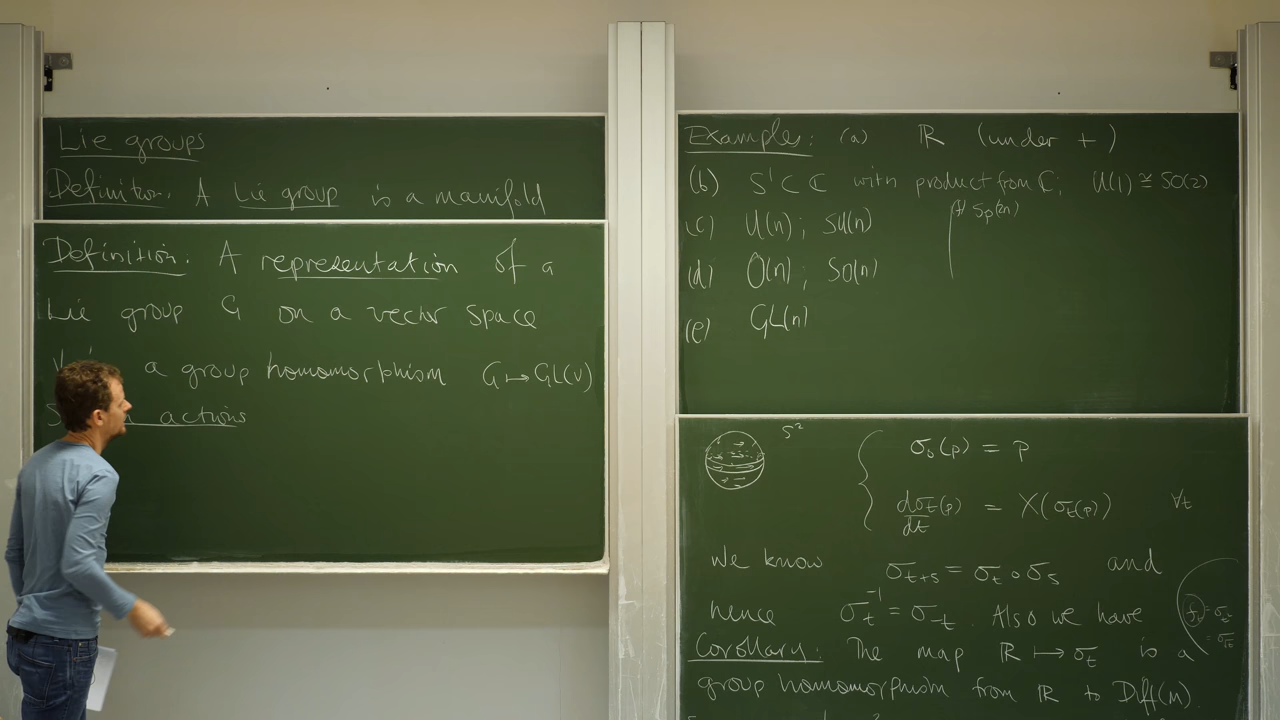 Lie groups
Definition. A Lie group is a manifold
Definition. A representation of a
Lie group G on a vector space
a group homomorphism G ↦ GL(V)
actions
Examples: (a) ℝ (under +)
(b) S¹ ⊂ ℂ with product from ℂ; U(1) ≅ SO(2)
(c) U(n); SU(n)
(f) Sp(2n)
(d) O(n); SO(n)
(e) GL(n)
S²
σ₀(p) = p
dσₜ(p)/dt = X(σₜ(p)) ∀t
We know σₜ₊ₛ = σₜ ∘ σₛ and
hence σₜ⁻¹ = σ₋ₜ. Also we have
Corollary: The map ℝ ↦ σₜ is a
group homomorphism from ℝ to Diff(M).